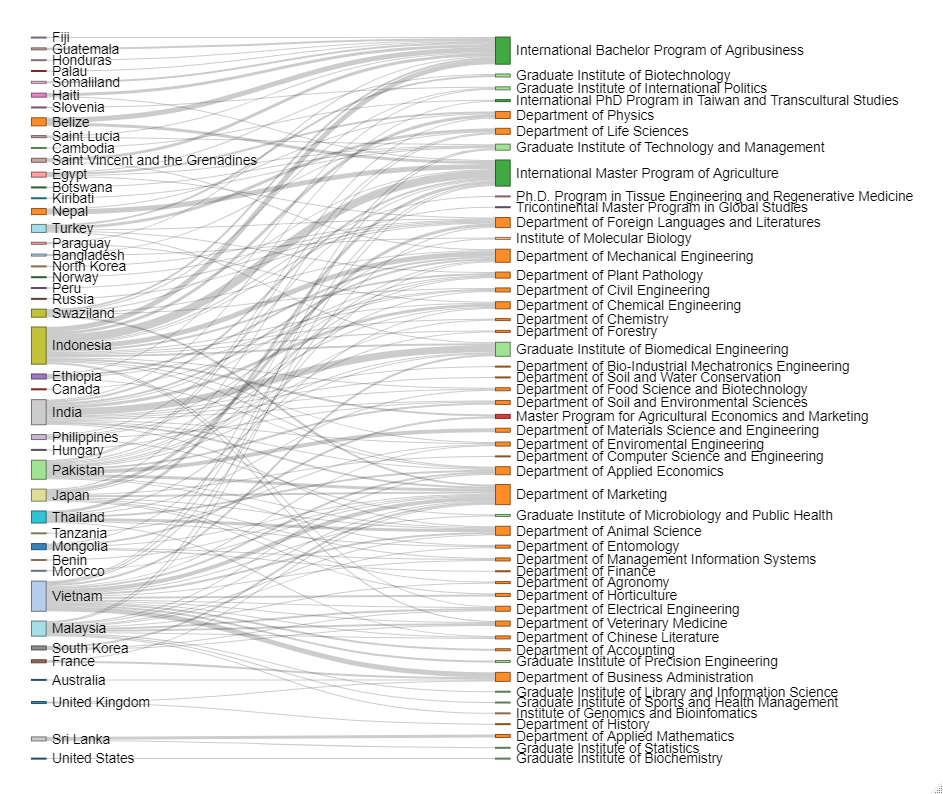 Fiji
Guatemala
Honduras
Palau
Somaliland
Haiti
Slovenia
Belize
Saint Lucia
Cambodia
Saint Vincent and the Grenadines
Egypt
Botswana
Kiribati
Nepal
Turkey
Paraguay
Bangladesh
North Korea
Norway
Peru
Russia
Swaziland
Indonesia
Ethiopia
Canada
India
Philippines
Hungary
Pakistan
Japan
Thailand
Tanzania
Mongolia
Benin
Morocco
Vietnam
Malaysia
South Korea
France
Australia
United Kingdom
Sri Lanka
United States
International Bachelor Program of Agribusiness
Graduate Institute of Biotechnology
Graduate Institute of International Politics
International PhD Program in Taiwan and Transcultural Studies
Department of Physics
Department of Life Sciences
Graduate Institute of Technology and Management
International Master Program of Agriculture
Ph.D. Program in Tissue Engineering and Regenerative Medicine
Tricontinental Master Program in Global Studies
Department of Foreign Languages and Literatures
Institute of Molecular Biology
Department of Mechanical Engineering
Department of Plant Pathology
Department of Civil Engineering
Department of Chemical Engineering
Department of Chemistry
Department of Forestry
Graduate Institute of Biomedical Engineering
Department of Bio-Industrial Mechatronics Engineering
Department of Soil and Water Conservation
Department of Food Science and Biotechnology
Department of Soil and Environmental Sciences
Master Program for Agricultural Economics and Marketing
Department of Materials Science and Engineering
Department of Enviromental Engineering
Department of Computer Science and Engineering
Department of Applied Economics
Department of Marketing
Graduate Institute of Microbiology and Public Health
Department of Animal Science
Department of Entomology
Department of Management Information Systems
Department of Finance
Department of Agronomy
Department of Horticulture
Department of Electrical Engineering
Department of Veterinary Medicine
Department of Chinese Literature
Department of Accounting
Graduate Institute of Precision Engineering
Department of Business Administration
Graduate Institute of Library and Information Science
Graduate Institute of Sports and Health Management
Institute of Genomics and Bioinfomatics
Department of History
Department of Applied Mathematics
Graduate Institute of Statistics
Graduate Institute of Biochemistry